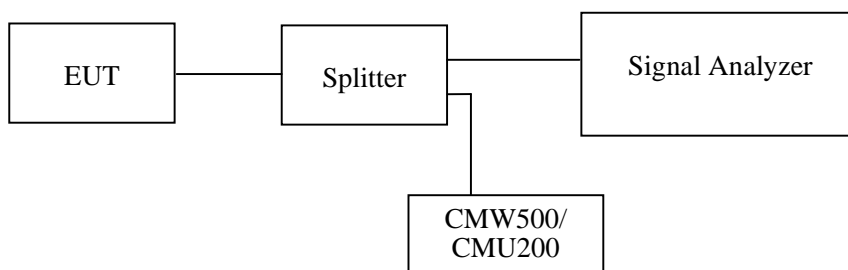 EUT
Splitter
Signal Analyzer
CMW500/
CMU200